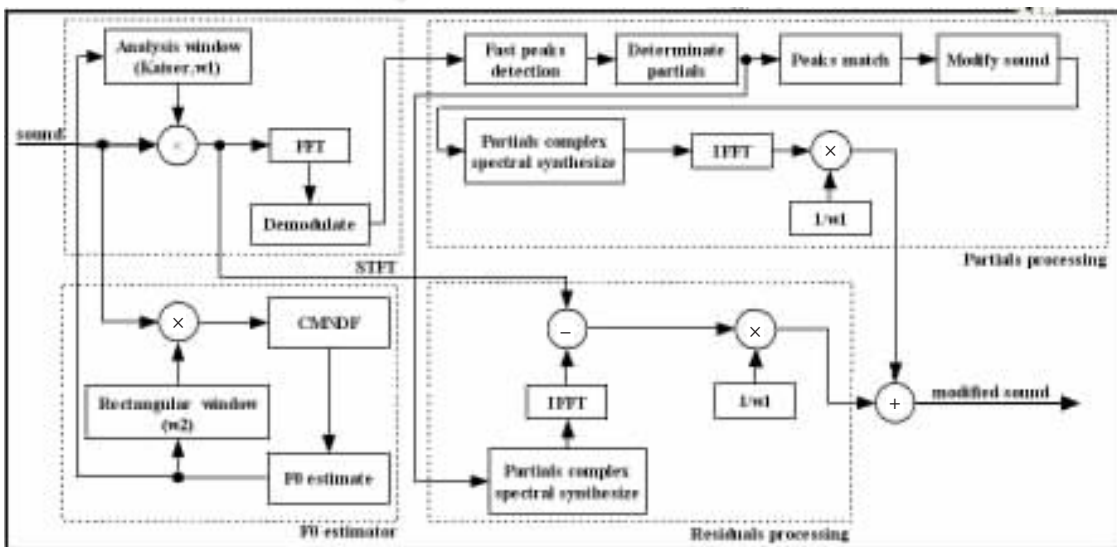 Analysis window
(Kaiser,w1)
Fast peaks
detection
Determinate
partials
Peaks match
Modify sound
sound
×
FFT
Demodulate
STFT
Partials complex
spectral synthesize
IFFT
×
1/w1
Partials processing
×
CMNDF
Rectangular window
(w2)
F0 estimate
F0 estimator
−
×
IFFT
1/w1
Partials complex
spectral synthesize
Residuals processing
+
modified sound